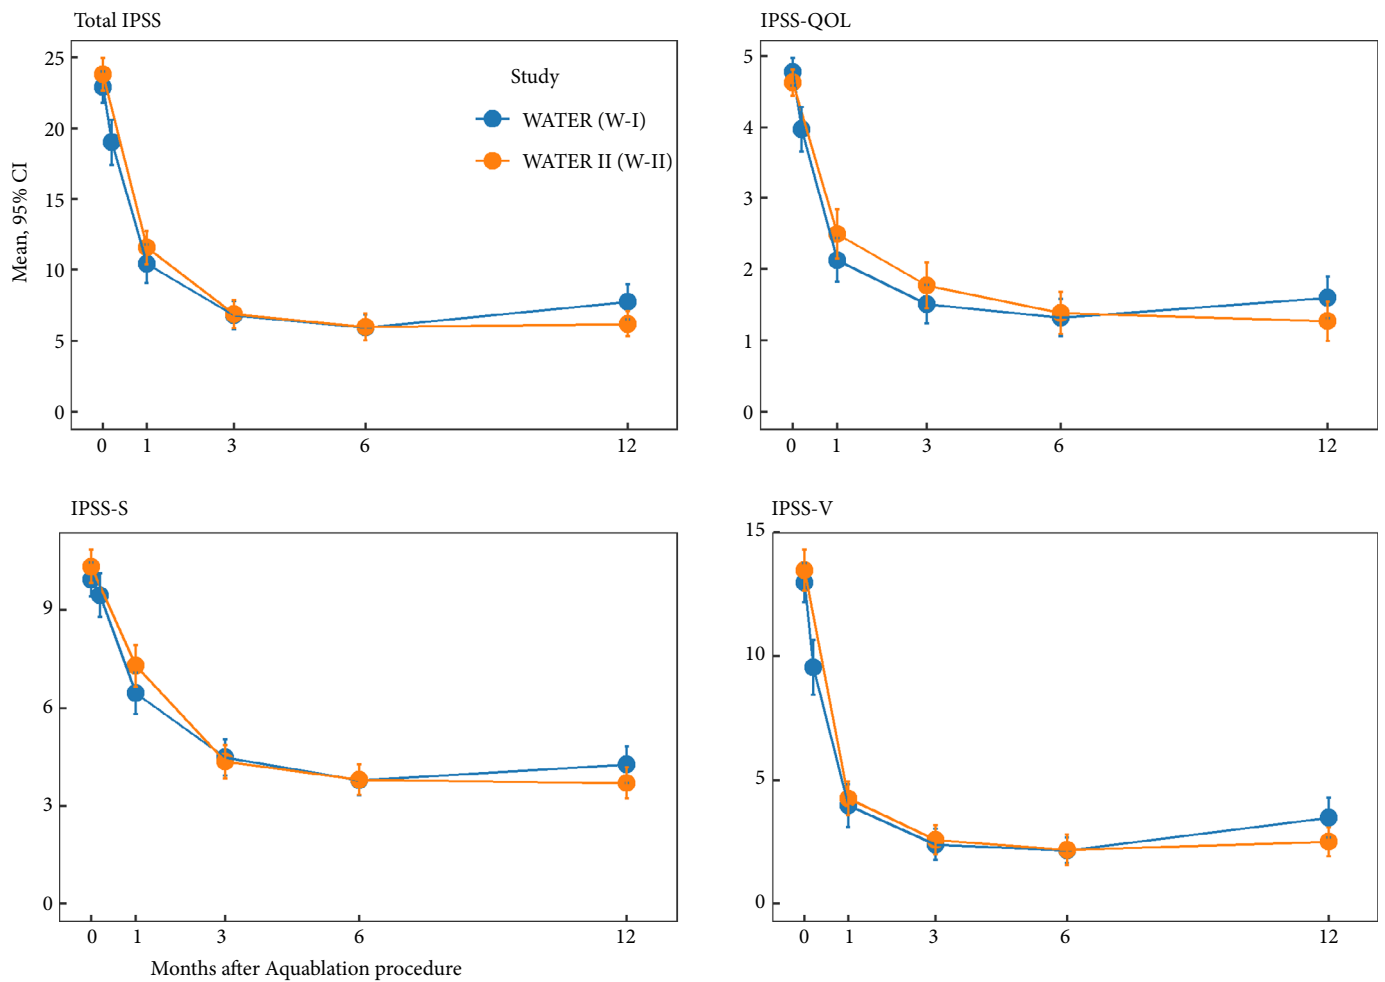 Total IPSS
25
20
15
10
5
0
Mean, 95% CI
Study
WATER (W-I)
WATER II (W-II)
0 1 3 6 12
IPSS-QOL
5
4
3
2
1
0
0 1 3 6 12
IPSS-S
9
6
3
0
0 1 3 6 12
Months after Aquablation procedure
IPSS-V
15
10
5
0
0 1 3 6 12